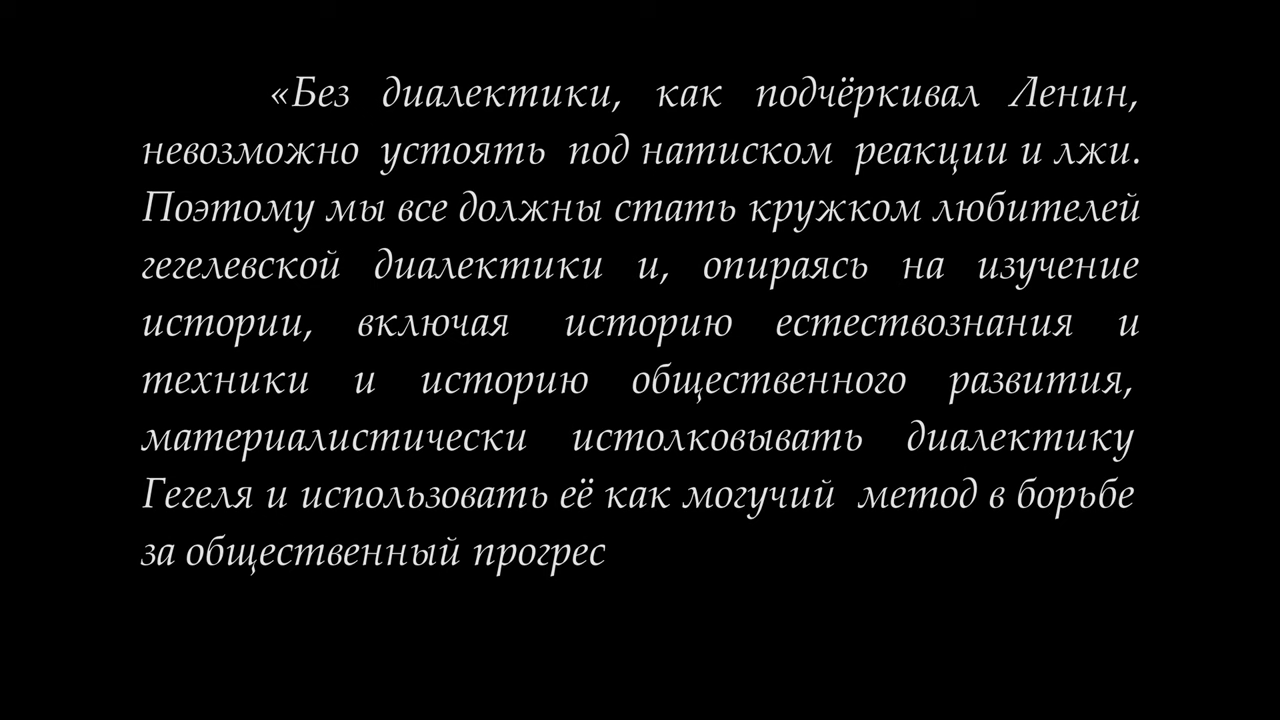 «Без диалектики, как подчёркивал Ленин,
невозможно устоять под натиском реакции и лжи.
Поэтому мы все должны стать кружком любителей
гегелевской диалектики и, опираясь на изучение
истории, включая историю естествознания и
техники и историю общественного развития,
материалистически истолковывать диалектику
Гегеля и использовать её как могучий метод в борьбе
за общественный прогрес